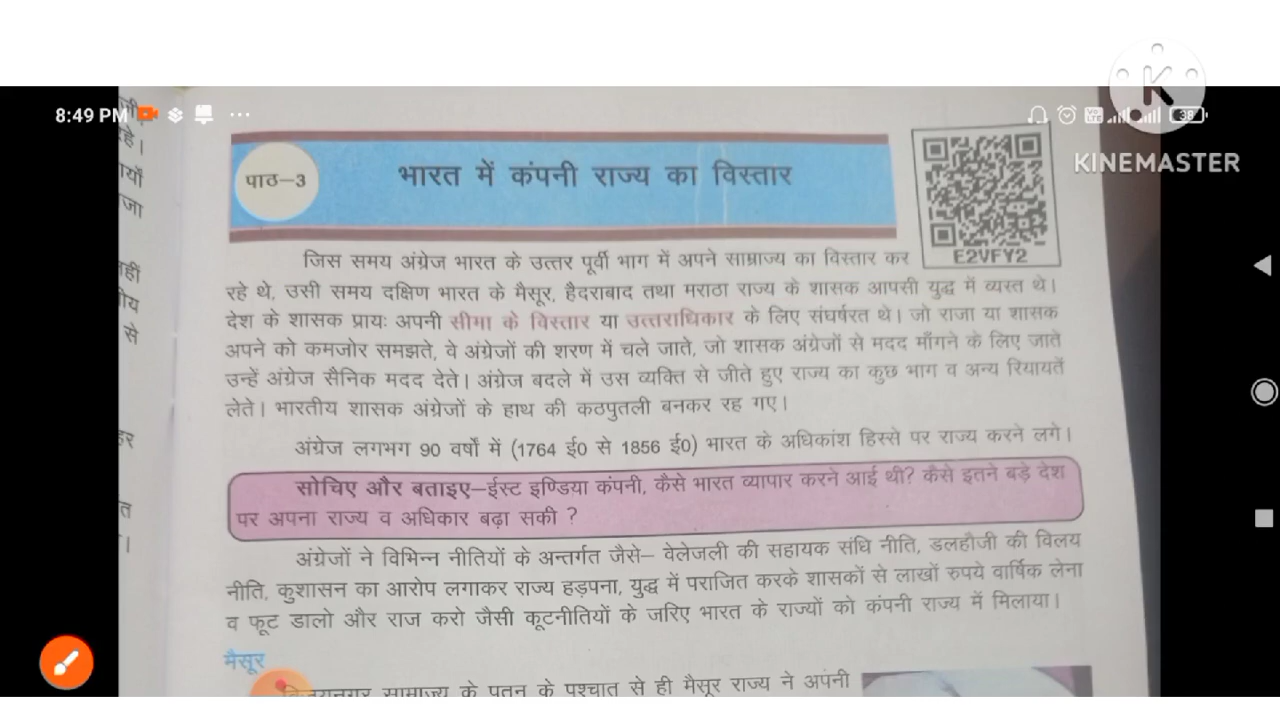 8:49 PM
38
KINEMASTER
पाठ–3
भारत में कंपनी राज्य का विस्तार
E2VFY2
जिस समय अंग्रेज भारत के उत्तर पूर्वी भाग में अपने साम्राज्य का विस्तार कर
रहे थे, उसी समय दक्षिण भारत के मैसूर, हैदराबाद तथा मराठा राज्य के शासक आपसी युद्ध में व्यस्त थे।
देश के शासक प्रायः अपनी सीमा के विस्तार या उत्तराधिकार के लिए संघर्षरत थे। जो राजा या शासक
अपने को कमजोर समझते, वे अंग्रेजों की शरण में चले जाते, जो शासक अंग्रेजों से मदद माँगने के लिए जाते
उन्हें अंग्रेज सैनिक मदद देते। अंग्रेज बदले में उस व्यक्ति से जीते हुए राज्य का कुछ भाग व अन्य रियायतें
लेते। भारतीय शासक अंग्रेजों के हाथ की कठपुतली बनकर रह गए।
अंग्रेज लगभग 90 वर्षों में (1764 ई0 से 1856 ई0) भारत के अधिकांश हिस्से पर राज्य करने लगे।
सोचिए और बताइए–ईस्ट इण्डिया कंपनी, कैसे भारत व्यापार करने आई थी? कैसे इतने बड़े देश
पर अपना राज्य व अधिकार बढ़ा सकी ?
अंग्रेजों ने विभिन्न नीतियों के अन्तर्गत जैसे– वेलेजली की सहायक संधि नीति, डलहौजी की विलय
नीति, कुशासन का आरोप लगाकर राज्य हड़पना, युद्ध में पराजित करके शासकों से लाखों रुपये वार्षिक लेना
व फूट डालो और राज करो जैसी कूटनीतियों के जरिए भारत के राज्यों को कंपनी राज्य में मिलाया।
मैसूर
विजयनगर साम्राज्य के पतन के पश्चात से ही मैसूर राज्य ने अपनी